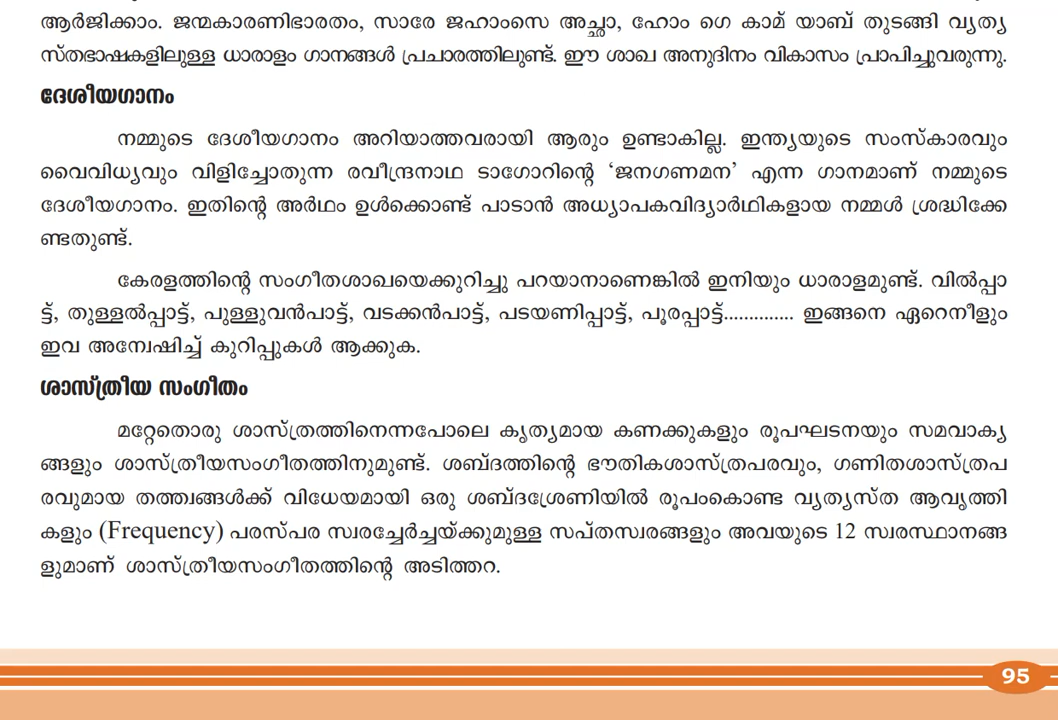 ആർജിക്കാം. ജന്മകാരണിഭാരതം, സാരേ ജഹാംസെ അച്ഛാ, ഹോം ഗെ കാമ് യാബ് തുടങ്ങി വ്യത്യ
സ്തഭാഷകളിലുള്ള ധാരാളം ഗാനങ്ങൾ പ്രചാരത്തിലുണ്ട്. ഈ ശാഖ അനുദിനം വികാസം പ്രാപിച്ചുവരുന്നു.
ദേശീയഗാനം
നമ്മുടെ ദേശീയഗാനം അറിയാത്തവരായി ആരും ഉണ്ടാകില്ല. ഇന്ത്യയുടെ സംസ്കാരവും
വൈവിധ്യവും വിളിച്ചോതുന്ന രവീന്ദ്രനാഥ ടാഗോറിന്റെ ‘ജനഗണമന’ എന്ന ഗാനമാണ് നമ്മുടെ
ദേശീയഗാനം. ഇതിന്റെ അർഥം ഉൾക്കൊണ്ട് പാടാൻ അധ്യാപകവിദ്യാർഥികളായ നമ്മൾ ശ്രദ്ധിക്കേ
ണ്ടതുണ്ട്.
കേരളത്തിന്റെ സംഗീതശാഖയെക്കുറിച്ചു പറയാനാണെങ്കിൽ ഇനിയും ധാരാളമുണ്ട്. വിൽപ്പാ
ട്ട്, തുള്ളൽപ്പാട്ട്, പുള്ളുവൻപാട്ട്, വടക്കൻപാട്ട്, പടയണിപ്പാട്ട്, പൂരപ്പാട്ട്............. ഇങ്ങനെ ഏറെനീളും
ഇവ അന്വേഷിച്ച് കുറിപ്പുകൾ ആക്കുക.
ശാസ്ത്രീയ സംഗീതം
മറ്റേതൊരു ശാസ്ത്രത്തിനെന്നപോലെ കൃത്യമായ കണക്കുകളും രൂപഘടനയും സമവാക്യ
ങ്ങളും ശാസ്ത്രീയസംഗീതത്തിനുമുണ്ട്. ശബ്ദത്തിന്റെ ഭൗതികശാസ്ത്രപരവും, ഗണിതശാസ്ത്രപ
രവുമായ തത്ത്വങ്ങൾക്ക് വിധേയമായി ഒരു ശബ്ദശ്രേണിയിൽ രൂപംകൊണ്ട വ്യത്യസ്ത ആവൃത്തി
കളും (Frequency) പരസ്പര സ്വരച്ചേർച്ചയ്ക്കുമുള്ള സപ്തസ്വരങ്ങളും അവയുടെ 12 സ്വരസ്ഥാനങ്ങ
ളുമാണ് ശാസ്ത്രീയസംഗീതത്തിന്റെ അടിത്തറ.
95